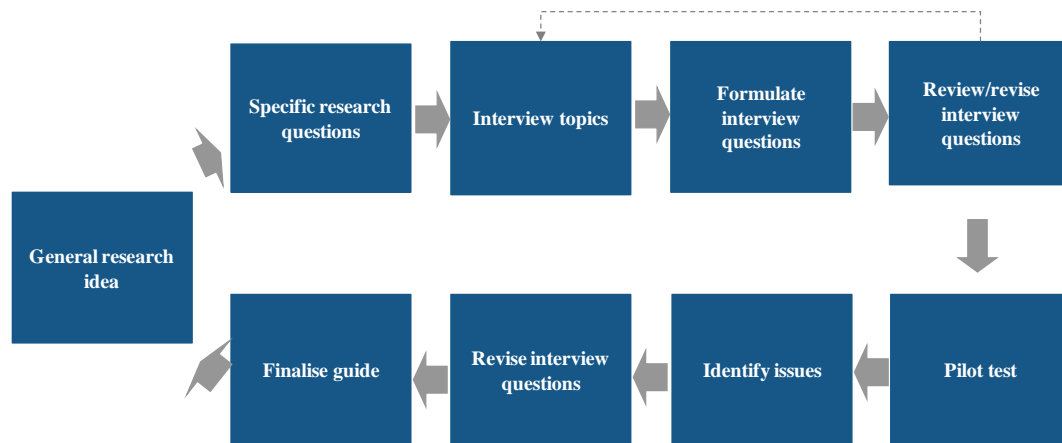 General research
idea
Specific research
questions
Interview topics
Formulate
interview
questions
Review/revise
interview
questions
Pilot test
Identify issues
Revise interview
questions
Finalise guide